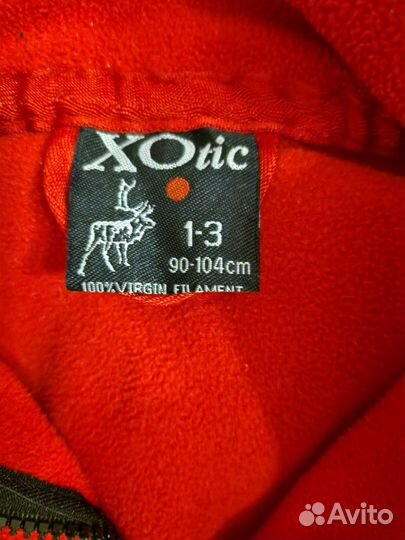 XOtic
1-3
90-104cm
100% VIRGIN FILAMENT
Avito